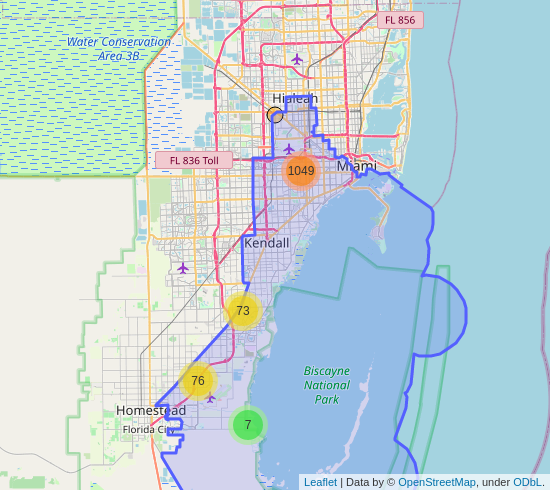 FL 856
Water Conservation
Area 3B
Hialeah
FL 836 Toll
1049
Miami
Kendall
73
Biscayne
National
Park
76
Homestead
7
Florida City
Leaflet | Data by © OpenStreetMap, under ODbL.